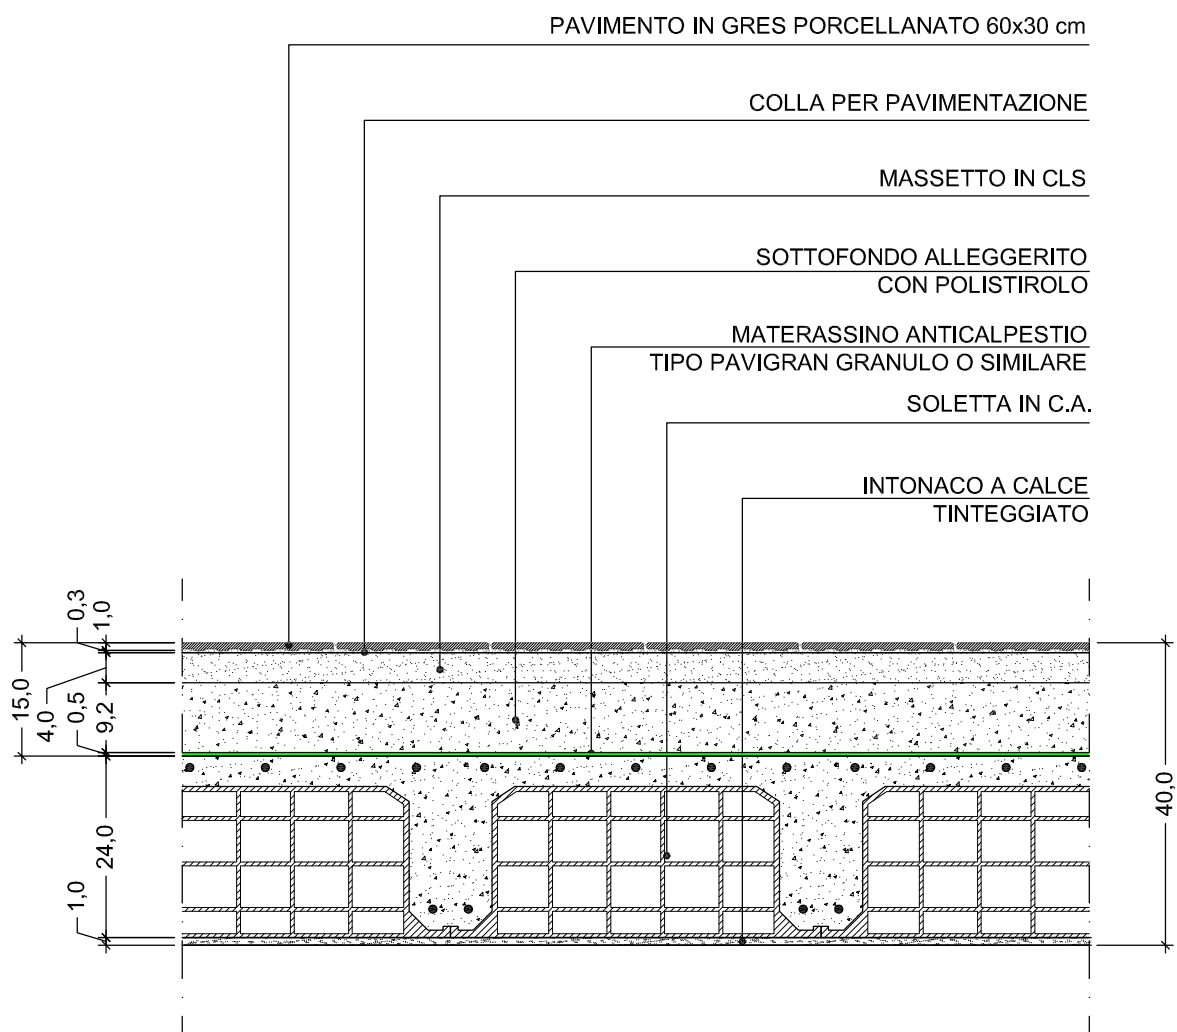 PAVIMENTO IN GRES PORCELLANATO 60x30 cm
COLLA PER PAVIMENTAZIONE
MASSETTO IN CLS
SOTTOFONDO ALLEGGERITO
CON POLISTIROLO
MATERASSINO ANTICALPESTIO
TIPO PAVIGRAN GRANULO O SIMILARE
SOLETTA IN C.A.
INTONACO A CALCE
TINTEGGIATO
0,3
1,0
15,0
4,0
0,5
9,2
24,0
1,0
40,0